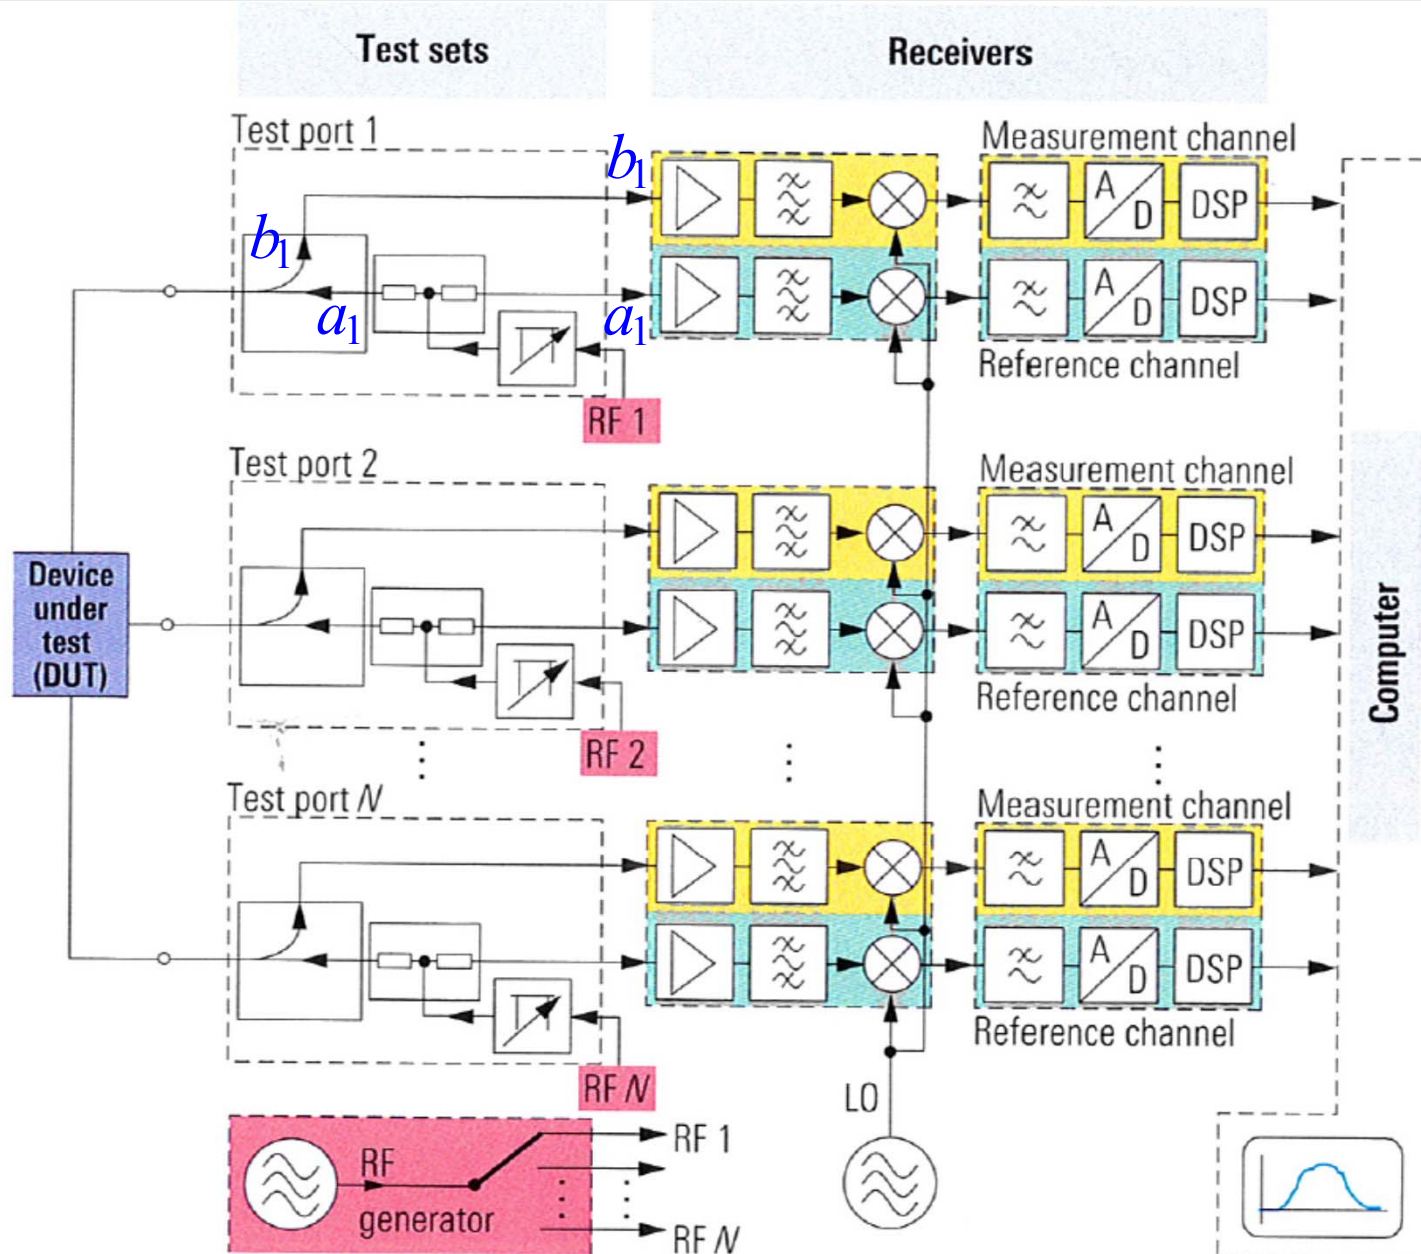 Test sets
Receivers
Test port 1
Measurement channel
b1
b1
A
D
DSP
a1
a1
A
D
DSP
Reference channel
RF 1
Test port 2
Measurement channel
A
D
DSP
Device
under
test
(DUT)
A
D
DSP
Reference channel
RF 2
Computer
Test port N
Measurement channel
A
D
DSP
A
D
DSP
Reference channel
RF N
LO
RF
generator
RF 1
RF N